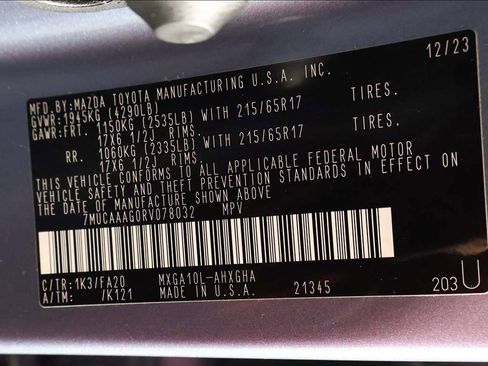 12/23
MFD.BY:MAZDA TOYOTA MANUFACTURING U.S.A. INC.
GVWR:1945KG (4290LB)
GAWR:FRT. 1150KG (2535LB) WITH 215/65R17 TIRES.
17X6 1/2J RIMS.
RR. 1060KG (2335LB) WITH 215/65R17 TIRES.
17X6 1/2J RIMS.
THIS VEHICLE CONFORMS TO ALL APPLICABLE FEDERAL MOTOR
VEHICLE SAFETY AND THEFT PREVENTION STANDARDS IN EFFECT ON
THE DATE OF MANUFACTURE SHOWN ABOVE.
7MUCAAAG0RV078032 MPV
C/TR:1K3/FA20 MXGA10L-AHXGHA
A/TM: /K121 MADE IN U.S.A. 21345 203U